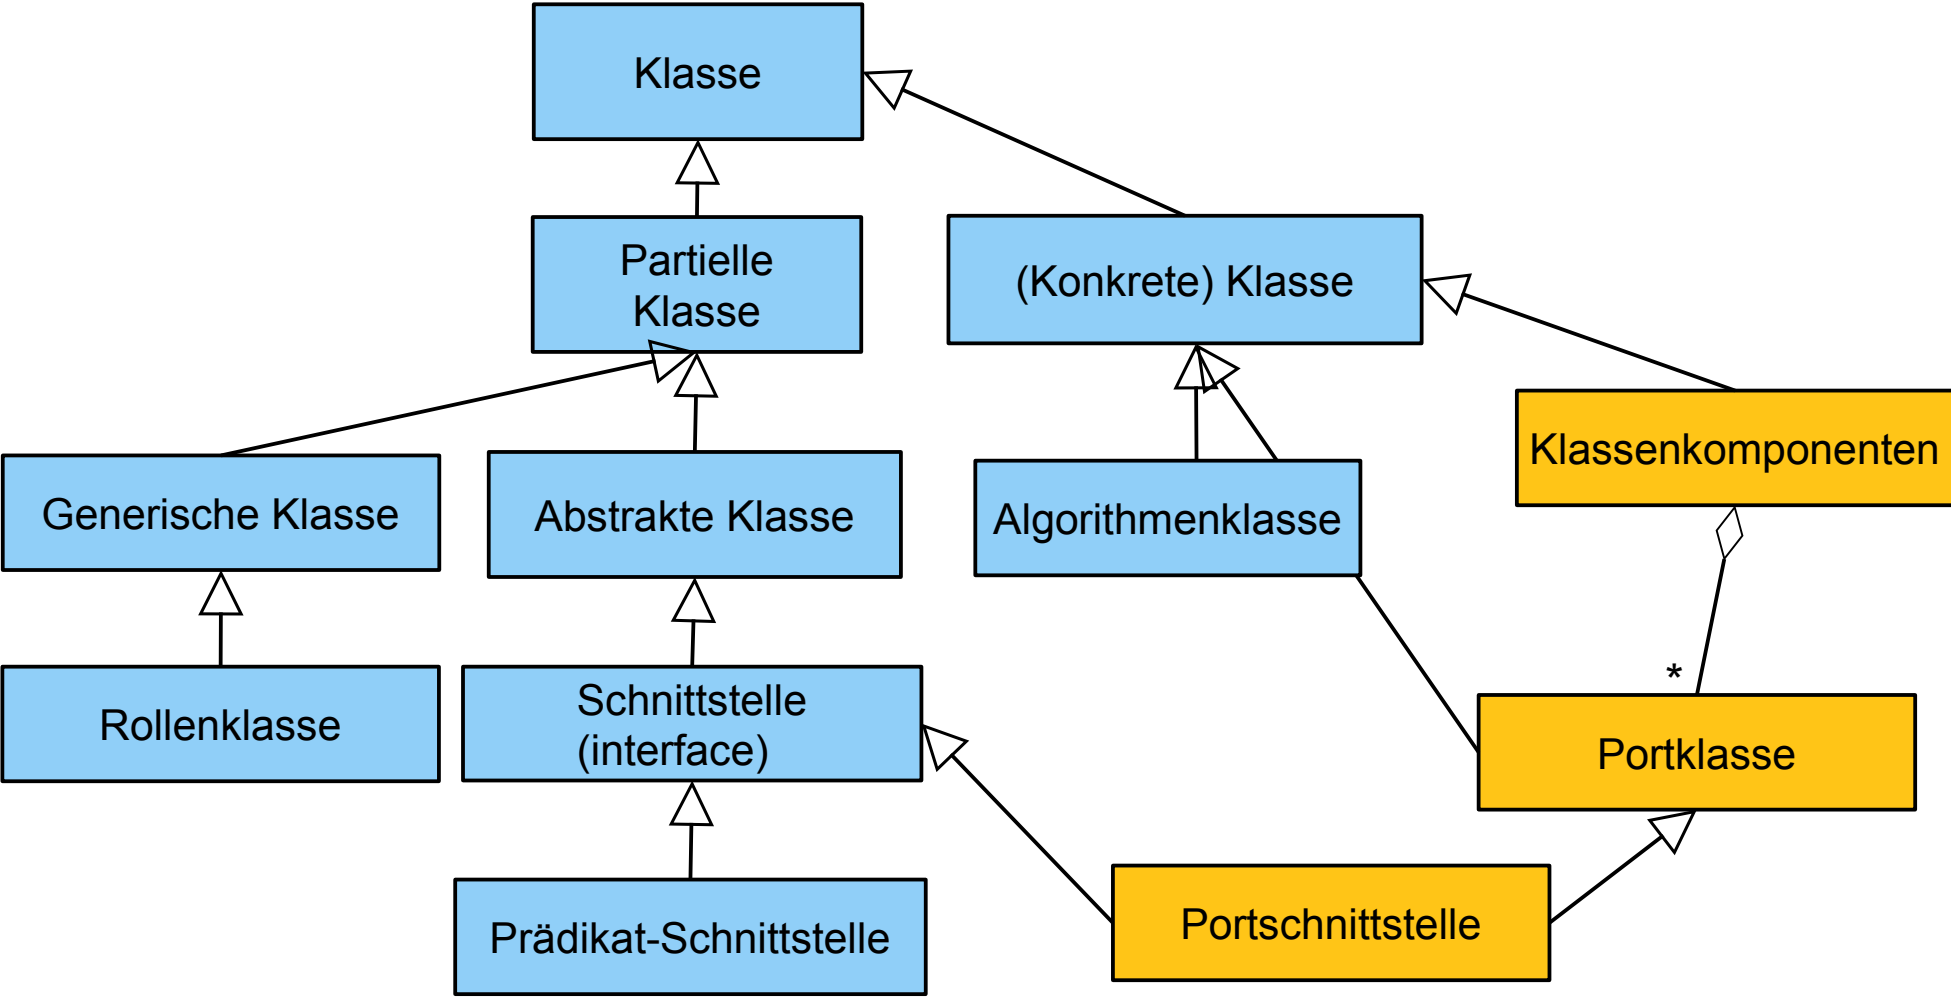 Klasse
Partielle
Klasse
(Konkrete) Klasse
Klassenkomponenten
Generische Klasse
Abstrakte Klasse
Algorithmenklasse
*
Rollenklasse
Schnittstelle
(interface)
Portklasse
Prädikat-Schnittstelle
Portschnittstelle